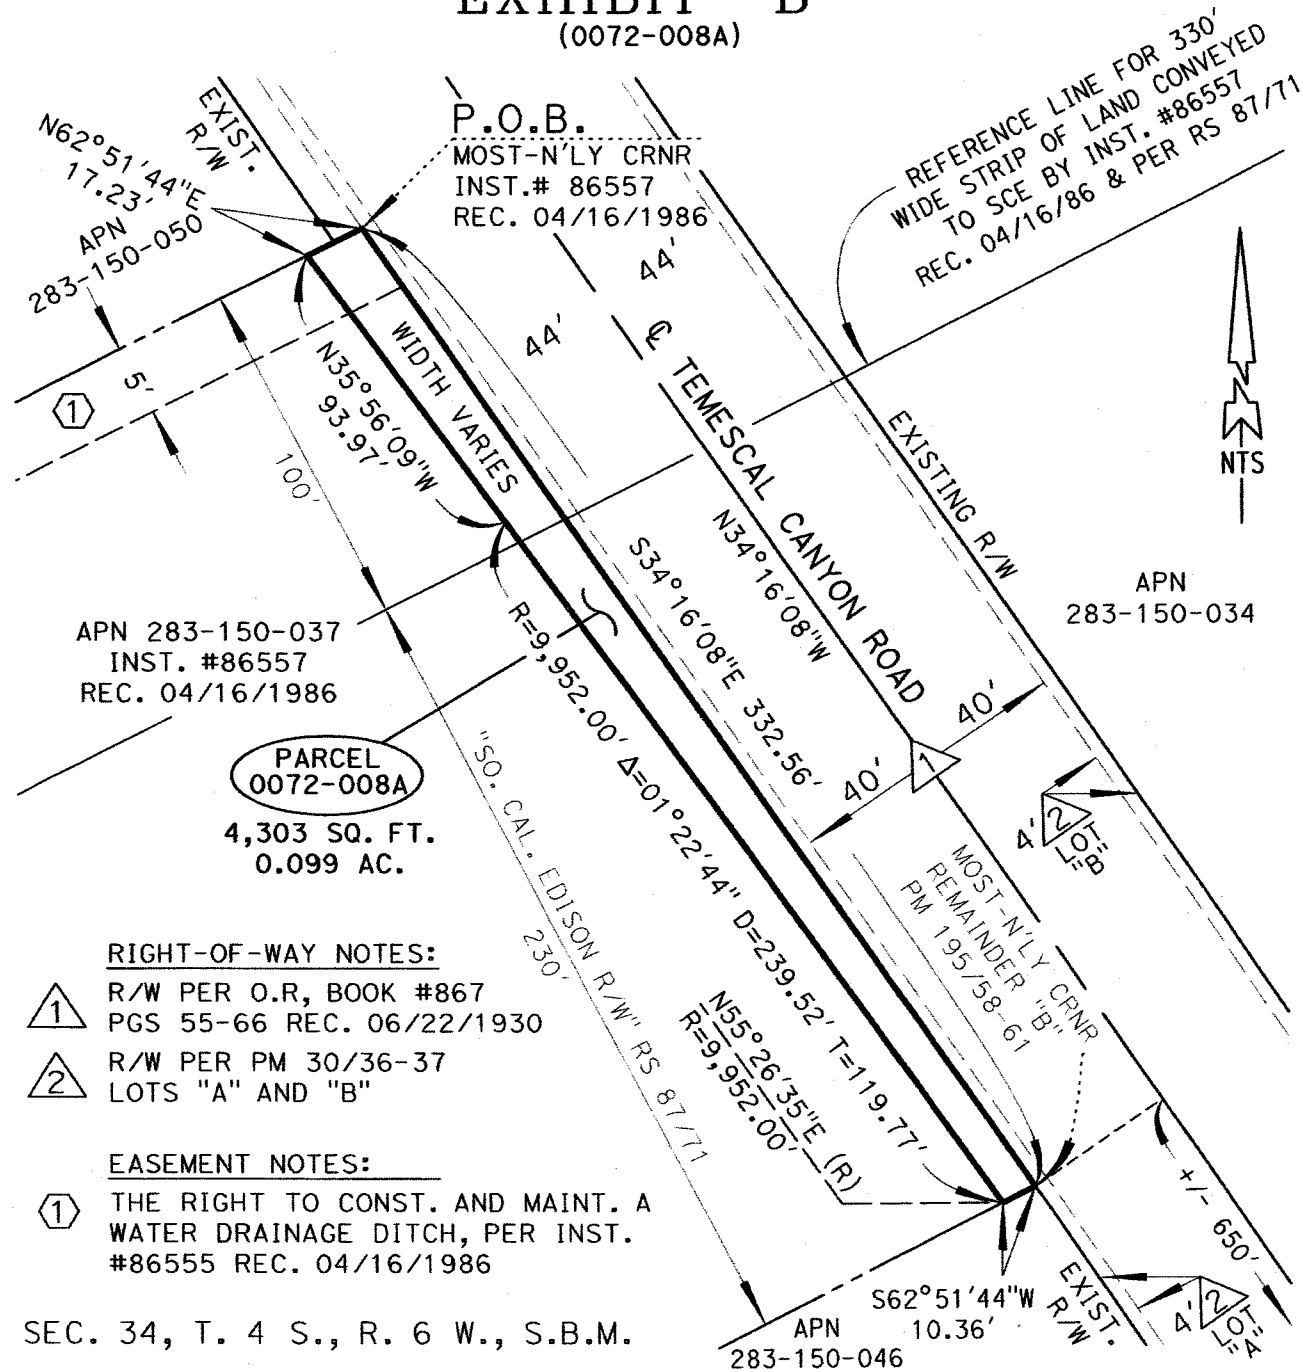 EXHIBIT "B"
(0072-008A)
REFERENCE LINE FOR 330'
WIDE STRIP OF LAND CONVEYED
TO SCE BY INST. #86557
REC. 04/16/86 & PER RS 87/71
EXIST.
R/W
P.O.B.
MOST-N'LY CRNR
INST.# 86557
REC. 04/16/1986
N62°51'44"E
17.23'
APN
283-150-050
44'
44'
℄ TEMESCAL CANYON ROAD
5'
1
WIDTH VARIES
N35°56'09"W
93.97'
100'
NTS
EXISTING R/W
N34°16'08"W
S34°16'08"E 332.56'
APN
283-150-034
APN 283-150-037
INST. #86557
REC. 04/16/1986
R=9,952.00' Δ=01°22'44" D=239.52' T=119.77'
40'
40'
1
PARCEL
0072-008A
4,303 SQ. FT.
0.099 AC.
"SO. CAL. EDISON R/W" RS 87/71
230'
4'
2
LOT
"B"
MOST-N'LY CRNR
REMAINDER "B"
PM 195/58-61
RIGHT-OF-WAY NOTES:
1 R/W PER O.R, BOOK #867
PGS 55-66 REC. 06/22/1930
2 R/W PER PM 30/36-37
LOTS "A" AND "B"
N55°26'35"E (R)
R=9,952.00'
EASEMENT NOTES:
1 THE RIGHT TO CONST. AND MAINT. A
WATER DRAINAGE DITCH, PER INST.
#86555 REC. 04/16/1986
+/- 650'
S62°51'44"W
10.36'
EXIST.
R/W
4'
2
LOT
"A"
SEC. 34, T. 4 S., R. 6 W., S.B.M.
APN
283-150-046